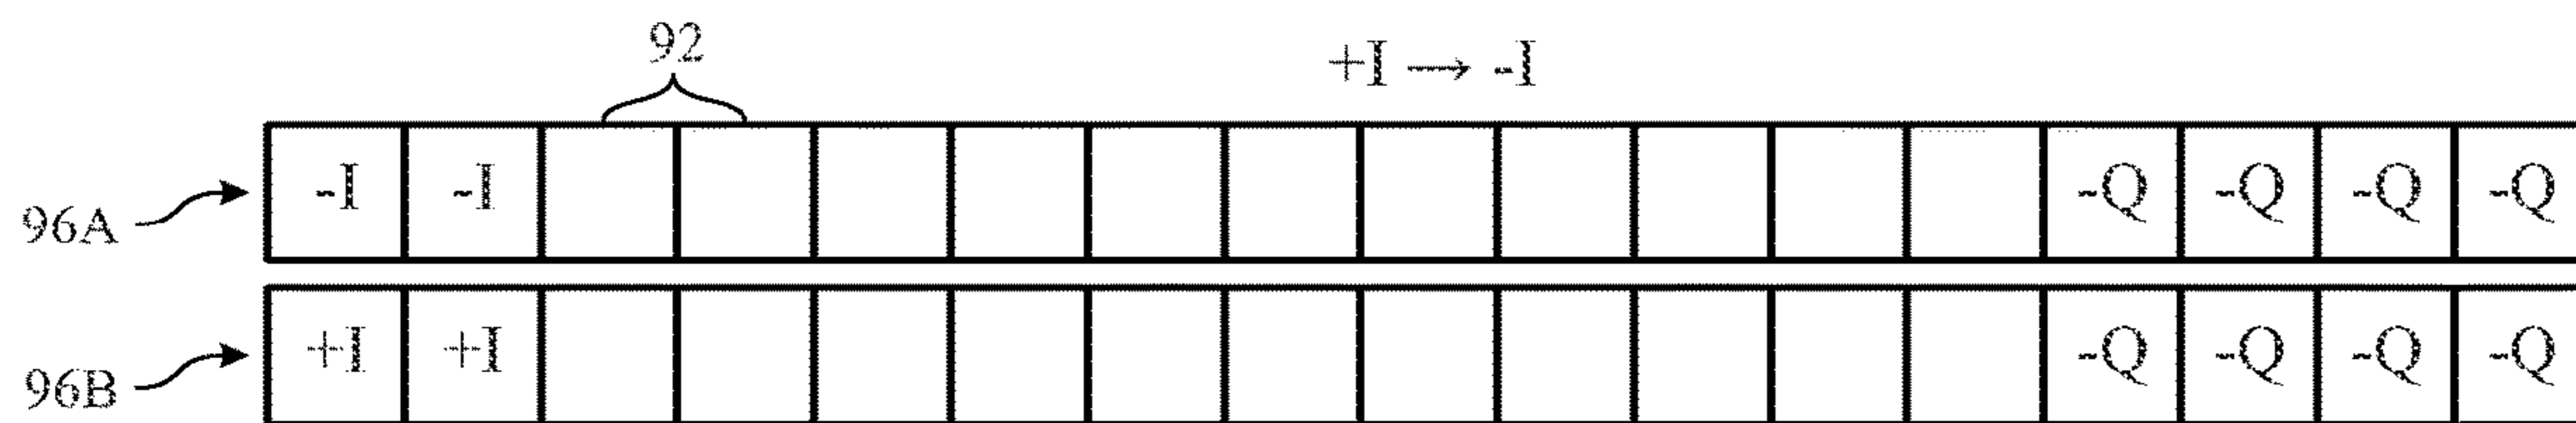 92
+I → -I
96A -I -I -Q -Q -Q -Q
96B +I +I -Q -Q -Q -Q